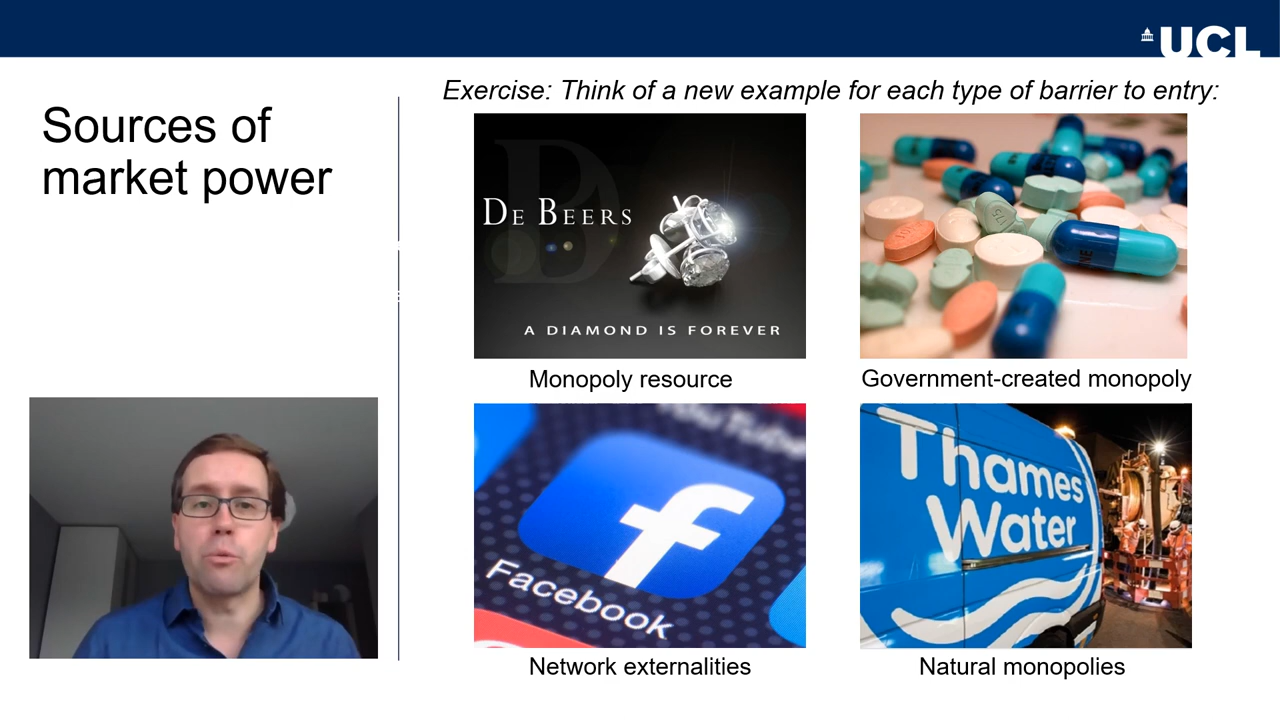 UCL
Exercise: Think of a new example for each type of barrier to entry:
Sources of
market power
DE BEERS
A DIAMOND IS FOREVER
Monopoly resource
Government-created monopoly
YouTube
Facebook
Thames
Water
Network externalities
Natural monopolies